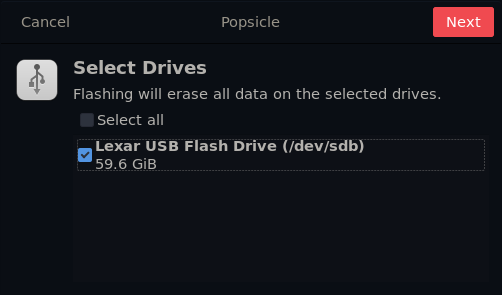 Cancel Popsicle Next
Select Drives
Flashing will erase all data on the selected drives.
Select all
Lexar USB Flash Drive (/dev/sdb)
59.6 GiB